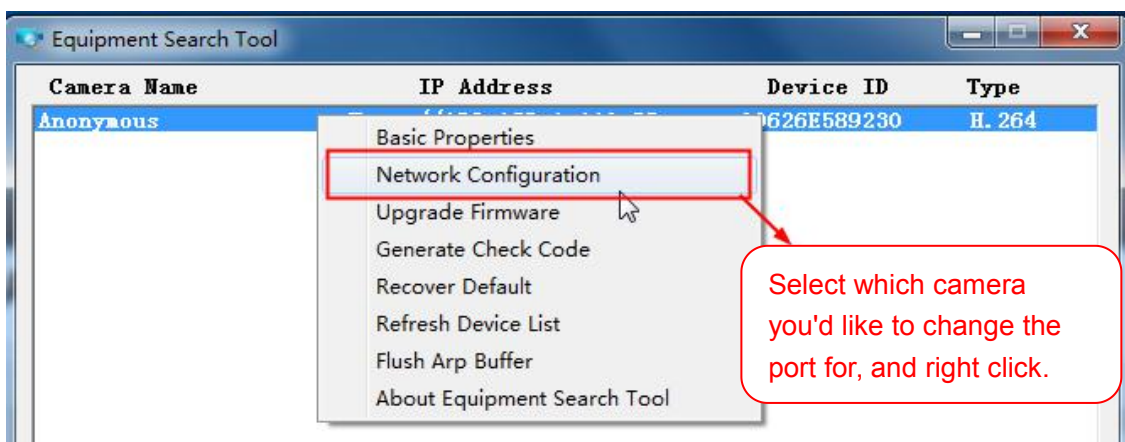 Equipment Search Tool
Camera Name IP Address Device ID Type
Anonymous H.264
Basic Properties
Network Configuration
Upgrade Firmware
Generate Check Code
Recover Default
Refresh Device List
Flush Arp Buffer
About Equipment Search Tool
Select which camera
you'd like to change the
port for, and right click.